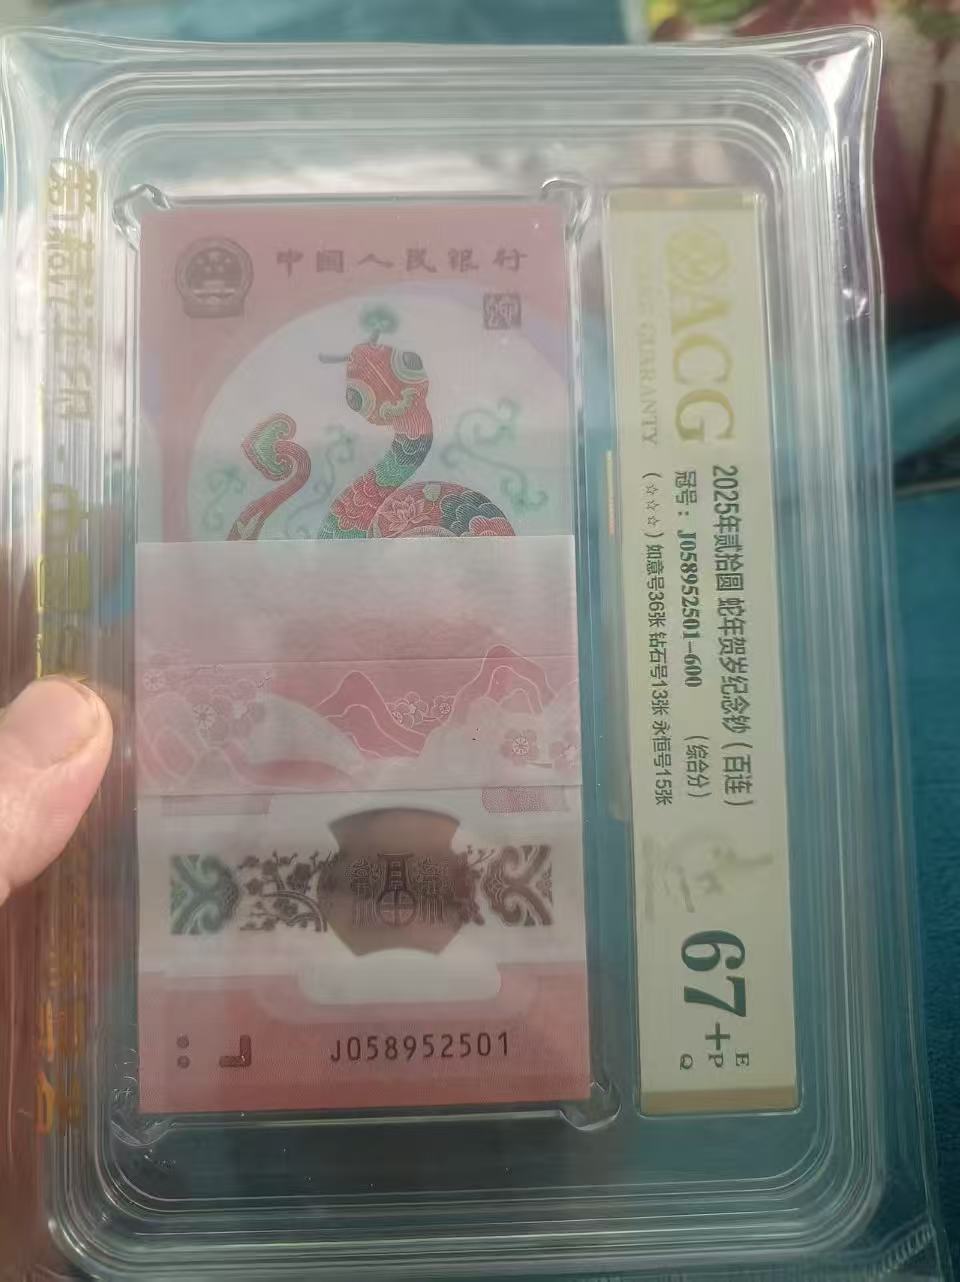 中国人民银行
J058952501
ACG
GUARANTY
2025年贰拾圆 蛇年贺岁纪念钞（百连）
冠号：J058952501-600 （综合分）
（☆☆☆）如意号36张 钻石号13张 永恒号15张
67+
E
P
Q